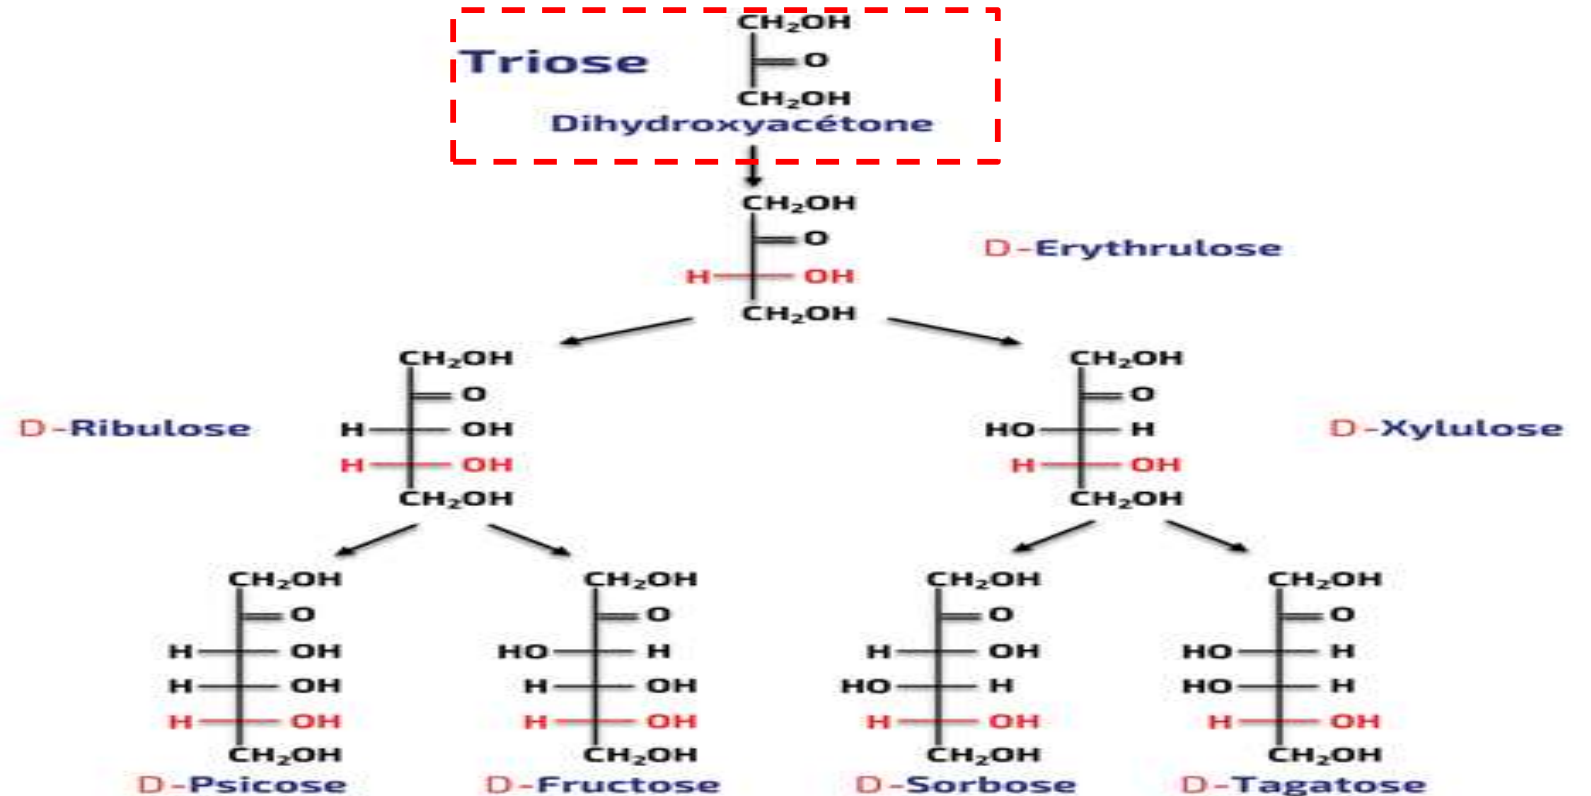 CH₂OH
Triose
O
CH₂OH
Dihydroxyacétone
CH₂OH
O
D-Erythrulose
H OH
CH₂OH
CH₂OH CH₂OH
O O
D-Ribulose H OH HO H D-Xylulose
H OH H OH
CH₂OH CH₂OH
CH₂OH CH₂OH CH₂OH CH₂OH
O O O O
H OH HO H H OH HO H
H OH H OH HO H HO H
H OH H OH H OH H OH
CH₂OH CH₂OH CH₂OH CH₂OH
D-Psicose D-Fructose D-Sorbose D-Tagatose